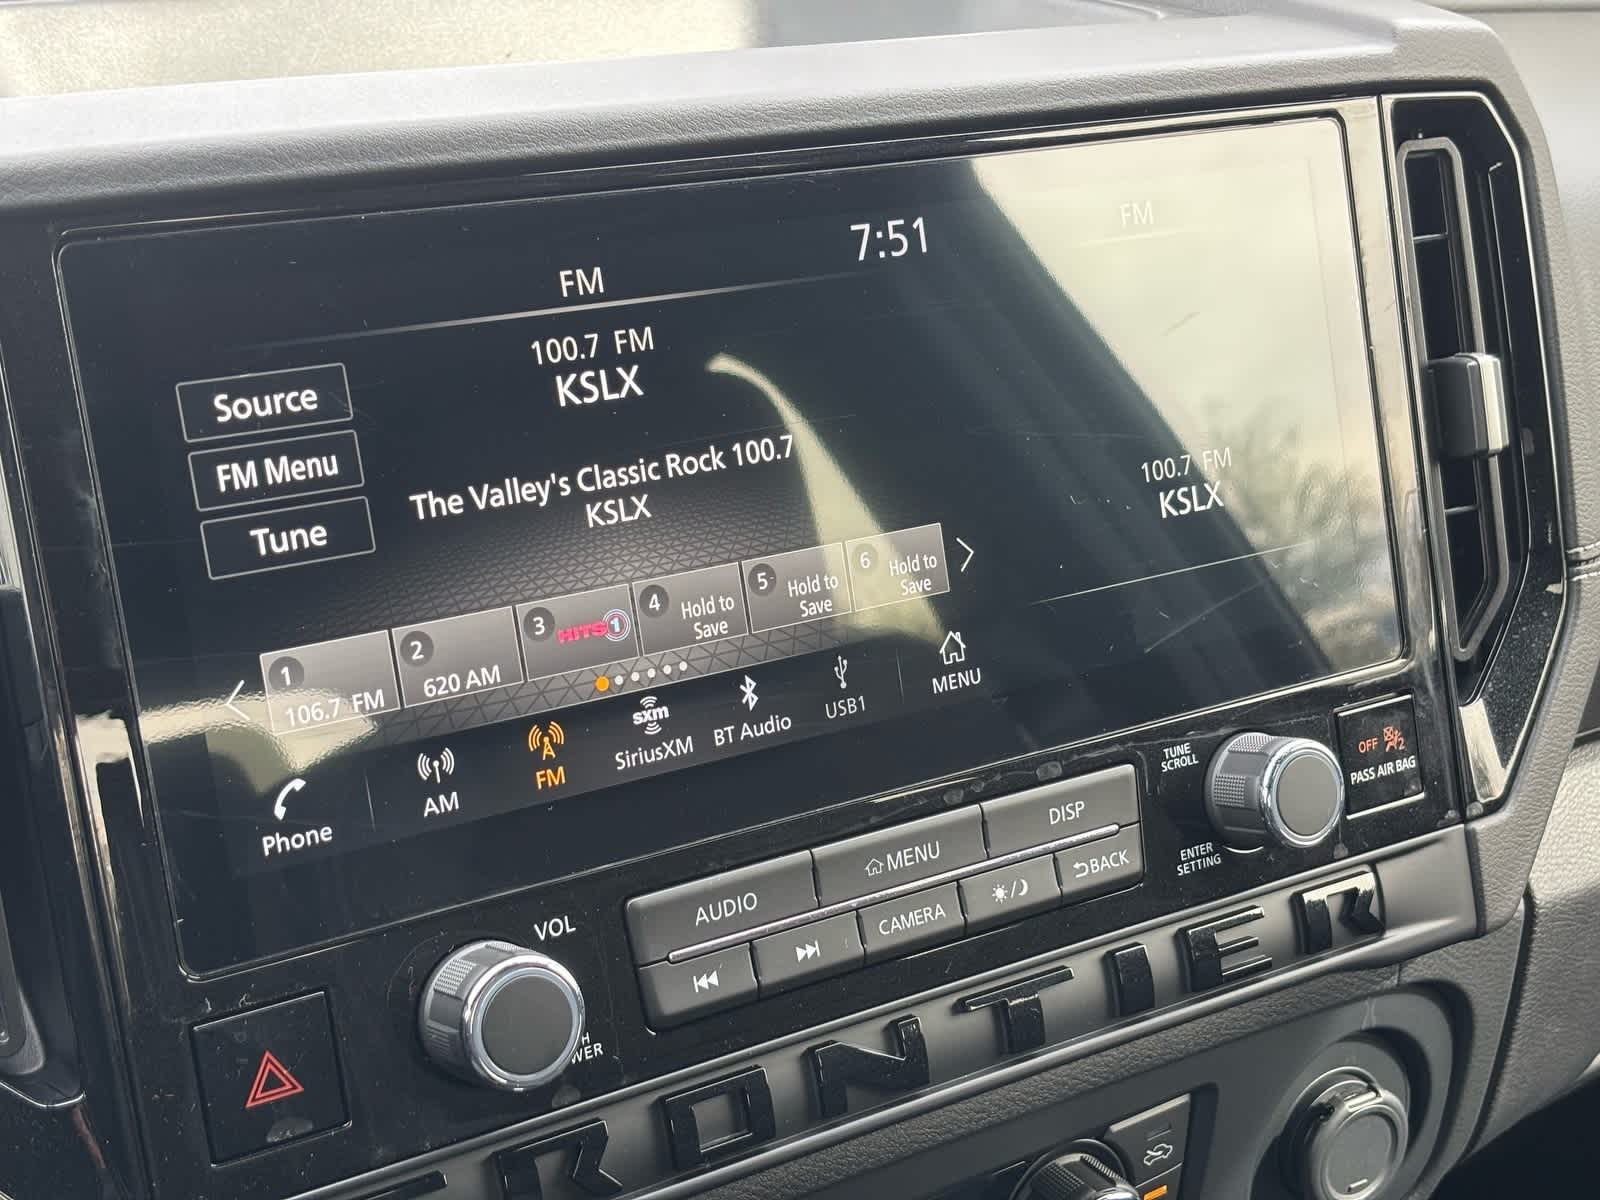 7:51
FM
FM
100.7 FM
KSLX
Source
FM Menu
Tune
The Valley's Classic Rock 100.7
KSLX
100.7 FM
KSLX
1
106.7 FM
2
620 AM
3
HITS 1
4
Hold to
Save
5
Hold to
Save
6
Hold to
Save
Phone
AM
FM
sxm
SiriusXM
BT Audio
USB1
MENU
VOL
AUDIO
MENU
DISP
CAMERA
BACK
TUNE
SCROLL
ENTER
SETTING
OFF
2
PASS AIR BAG
FRONTIER